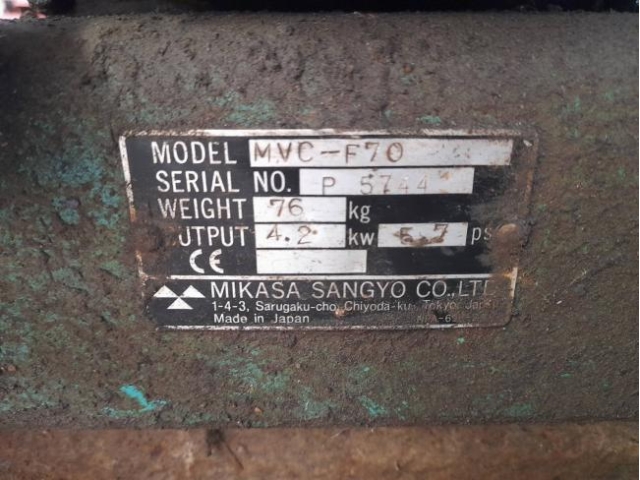 MODEL MVC-F70
SERIAL NO. P 5744
WEIGHT 76 kg
OUTPUT 4.2 kw 5.7 ps
CE
MIKASA SANGYO CO.,LTD
1-4-3, Sarugaku-cho, Chiyoda-ku, Tokyo Japan
Made in Japan